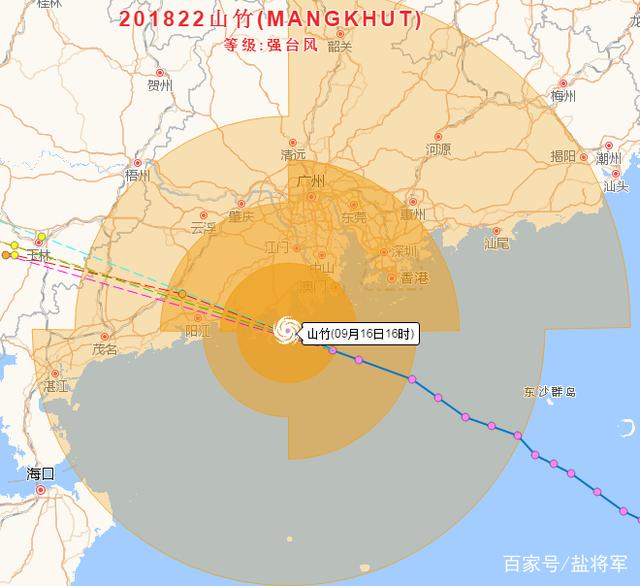 桂林
201822山竹(MANGKHUT)
等级:强台风
韶关
贺州
梅州
河源
清远
揭阳
潮州
梧州
汕头
广州
肇庆
东莞
惠州
云浮
江门
深圳
汕尾
玉林
中山
香港
澳门
阳江
山竹(09月16日16时)
茂名
湛江
东沙群岛
海口
百家号/盐将军